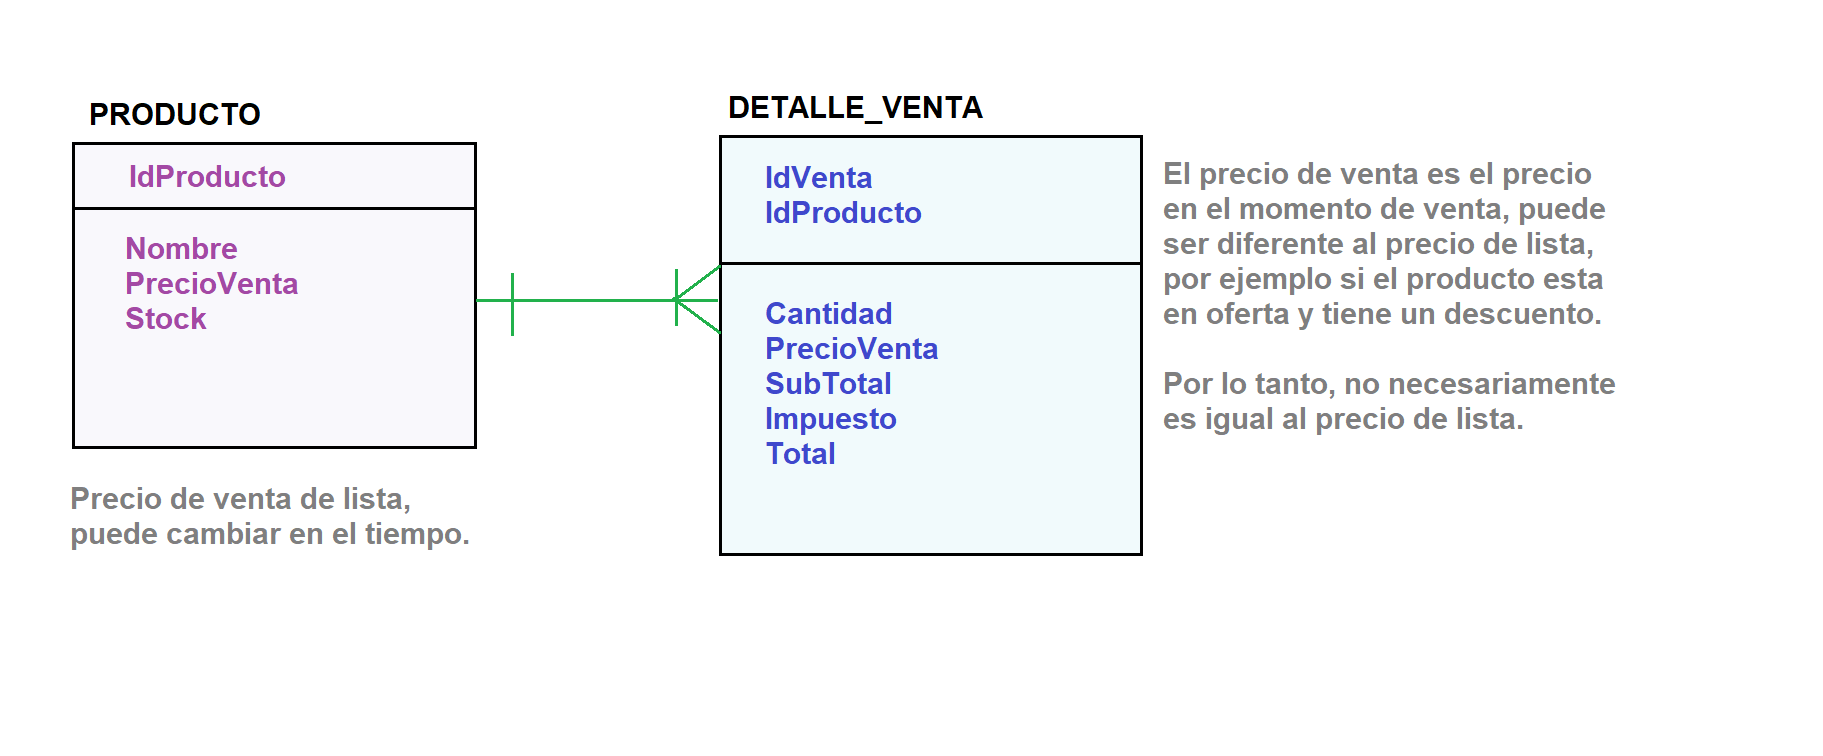 PRODUCTO
IdProducto
Nombre
PrecioVenta
Stock
Precio de venta de lista,
puede cambiar en el tiempo.
DETALLE_VENTA
IdVenta
IdProducto
Cantidad
PrecioVenta
SubTotal
Impuesto
Total
El precio de venta es el precio
en el momento de venta, puede
ser diferente al precio de lista,
por ejemplo si el producto esta
en oferta y tiene un descuento.
Por lo tanto, no necesariamente
es igual al precio de lista.